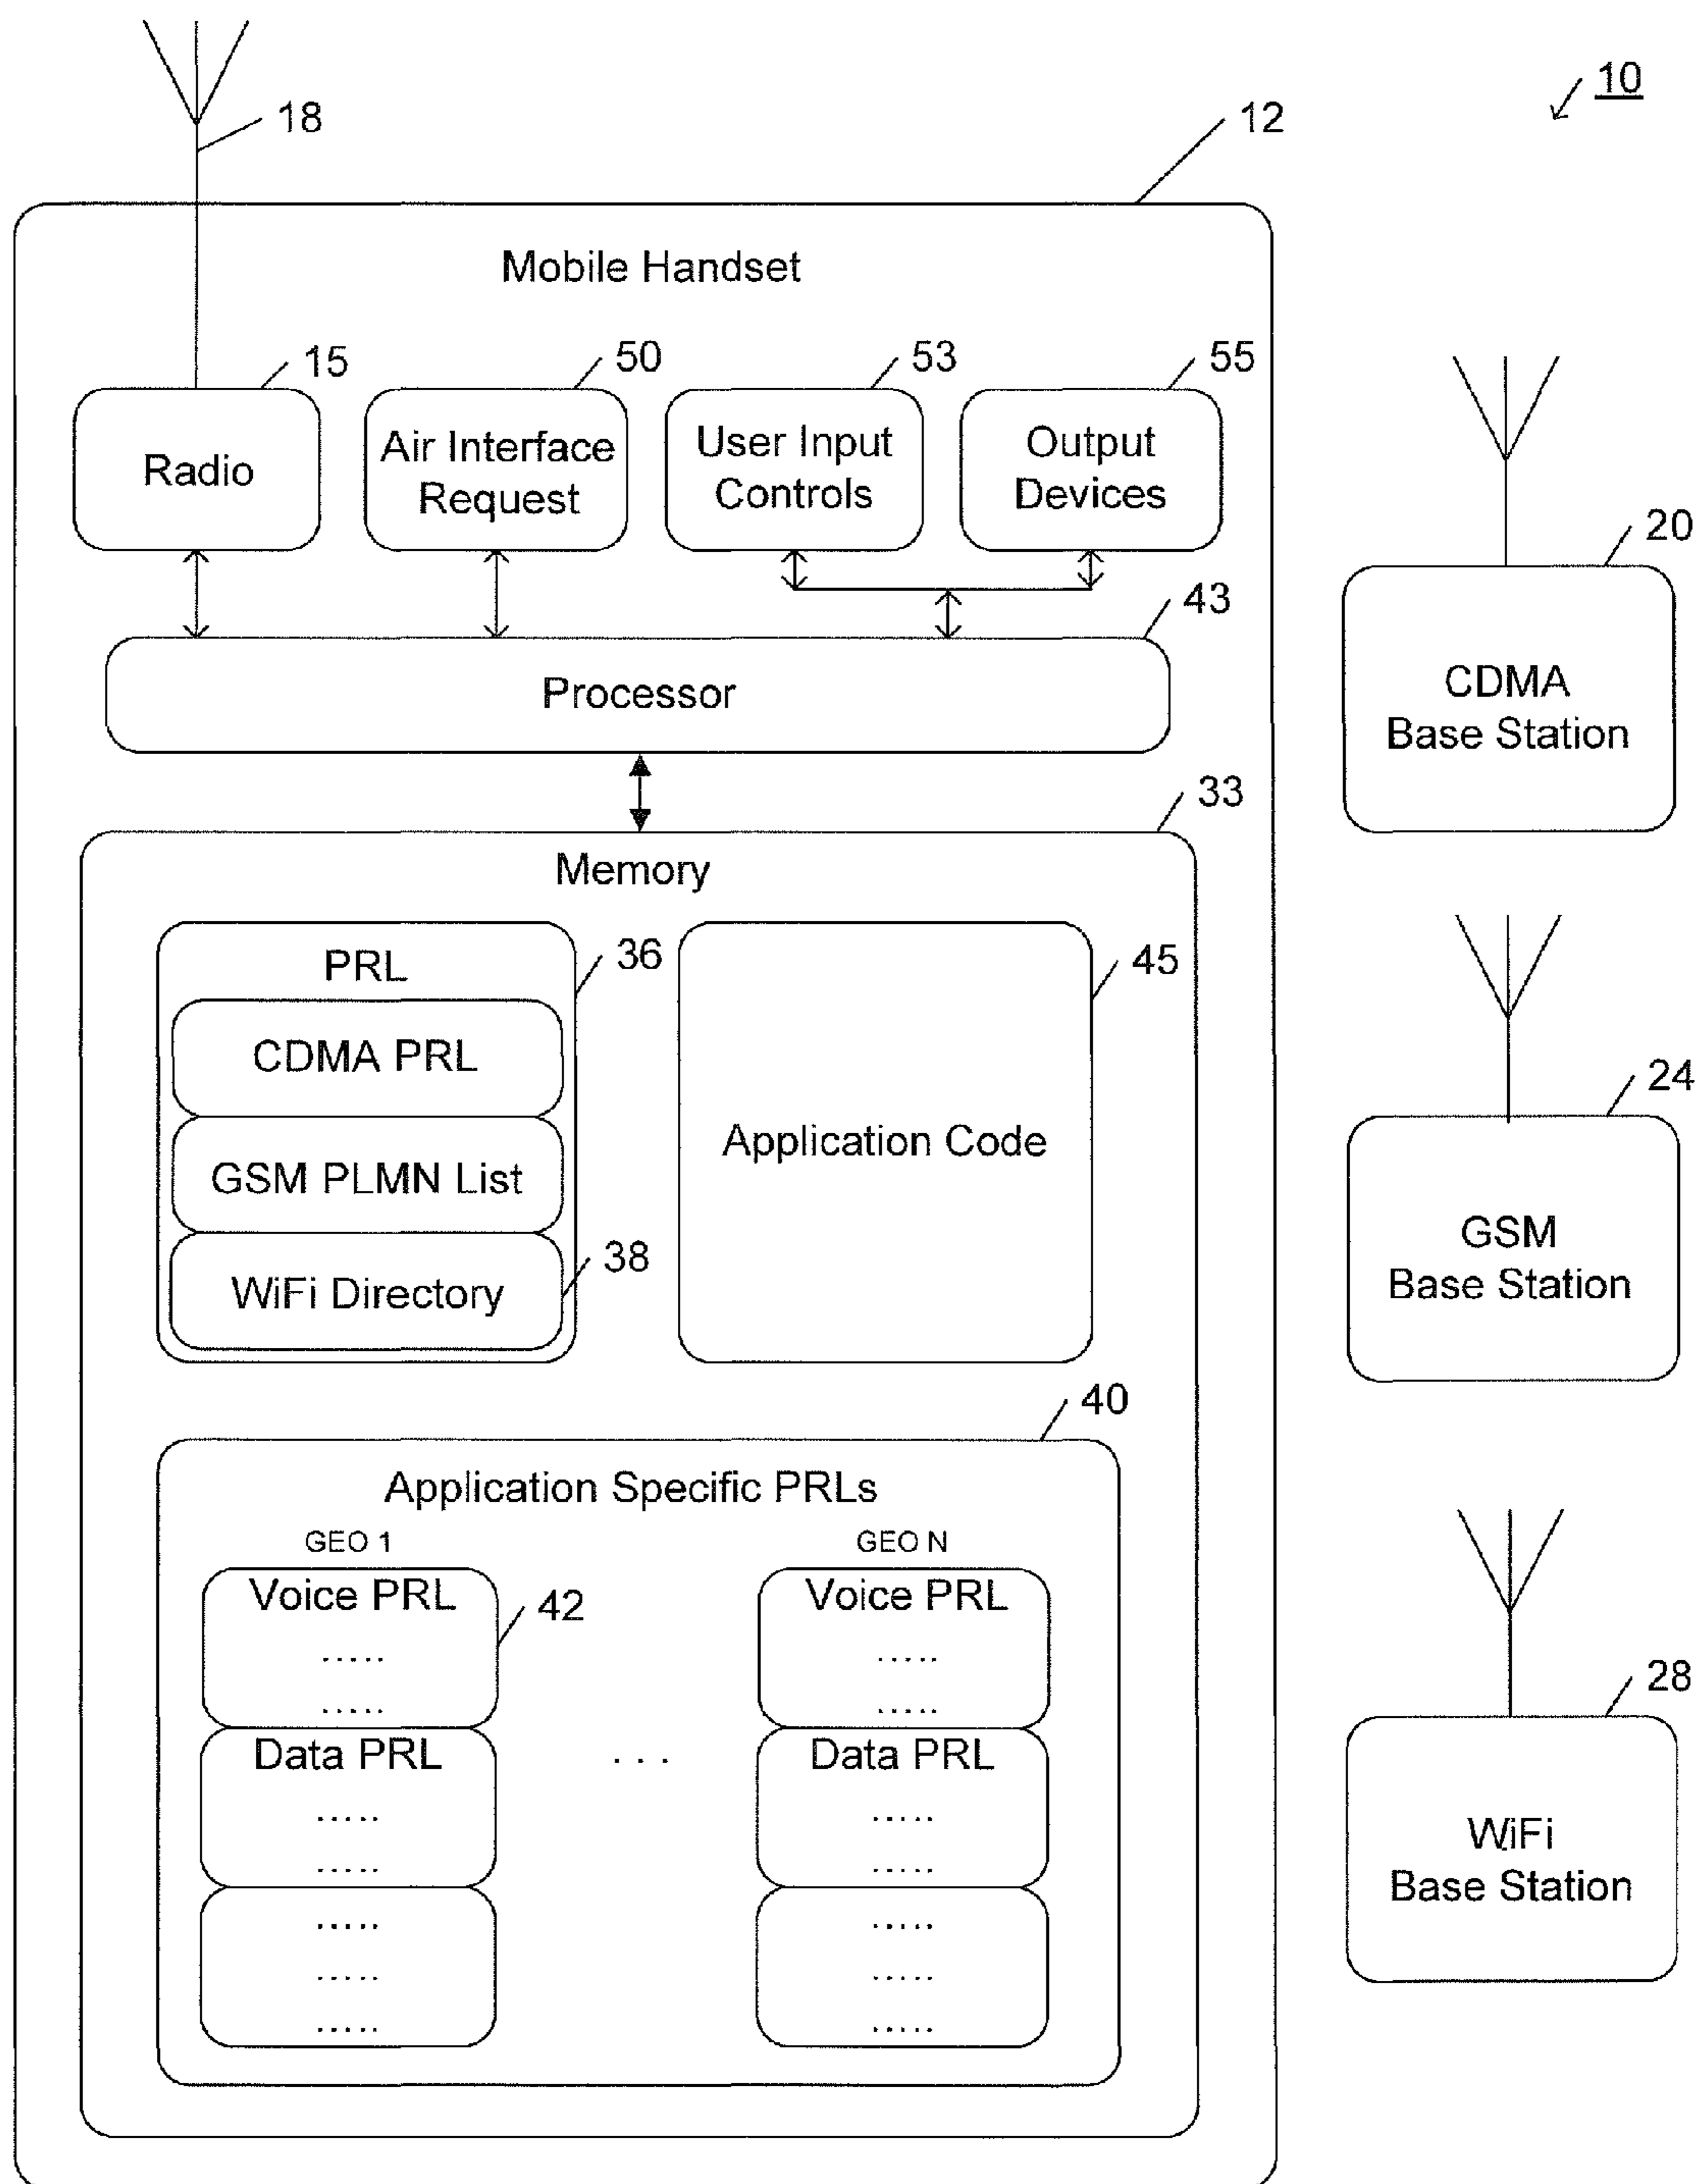 10
18
12
Mobile Handset
15
50
53
55
Radio
Air Interface
Request
User Input
Controls
Output
Devices
43
Processor
33
Memory
PRL
36
CDMA PRL
GSM PLMN List
WiFi Directory
38
45
Application Code
40
Application Specific PRLs
GEO 1
Voice PRL
.....
.....
42
Data PRL
.....
.....
.....
.....
.....
. . .
GEO N
Voice PRL
.....
.....
Data PRL
.....
.....
.....
.....
.....
20
CDMA
Base Station
24
GSM
Base Station
28
WiFi
Base Station